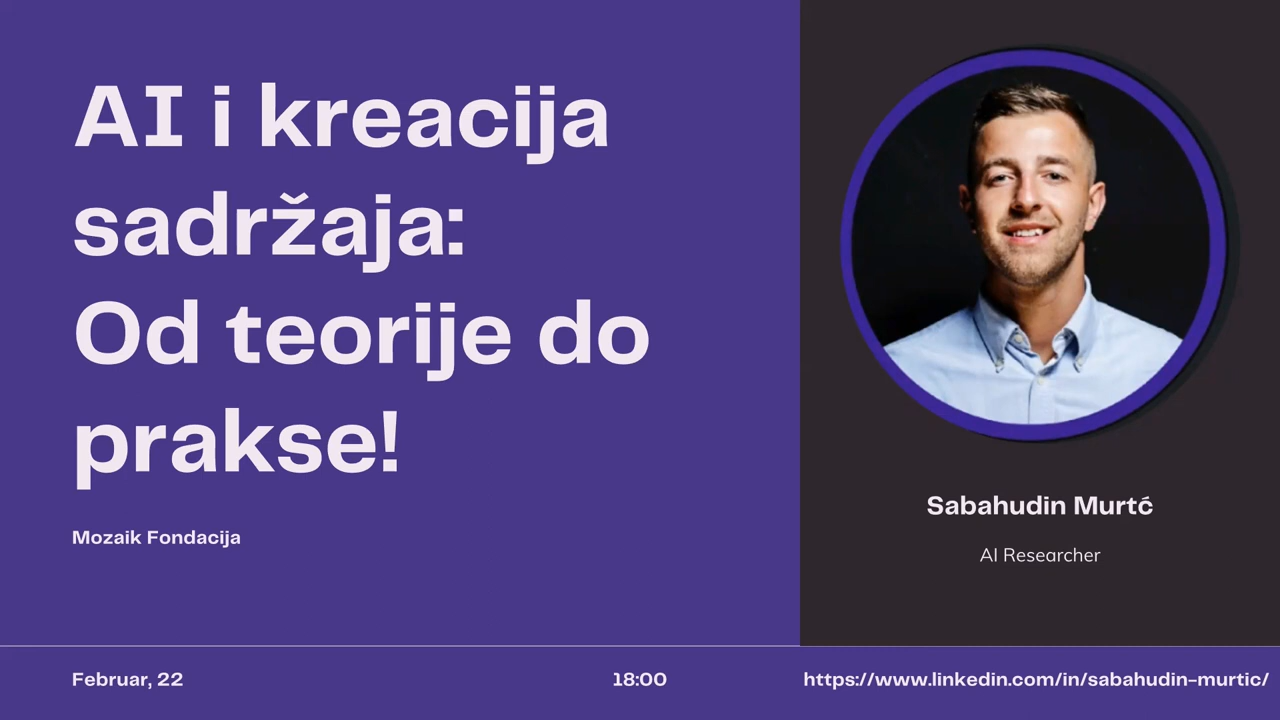 AI i kreacija
sadržaja:
Od teorije do
prakse!
Mozaik Fondacija
Sabahudin Murtć
AI Researcher
Februar, 22
18:00
https://www.linkedin.com/in/sabahudin-murtic/